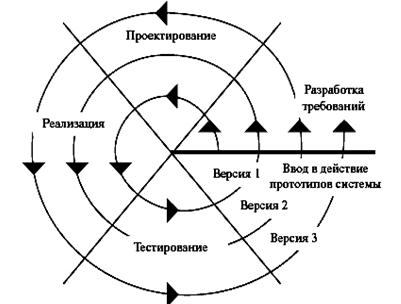 Проектирование
Разработка
требований
Реализация
Версия 1
Ввод в действие
прототипов системы
Версия 2
Версия 3
Тестирование